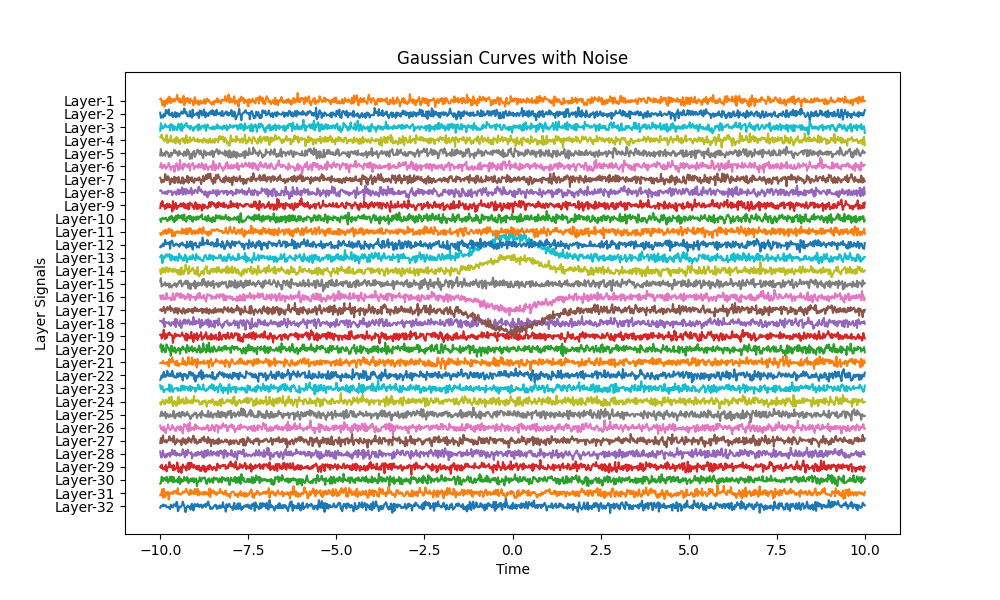 Gaussian Curves with Noise
Layer Signals
Layer-1
Layer-2
Layer-3
Layer-4
Layer-5
Layer-6
Layer-7
Layer-8
Layer-9
Layer-10
Layer-11
Layer-12
Layer-13
Layer-14
Layer-15
Layer-16
Layer-17
Layer-18
Layer-19
Layer-20
Layer-21
Layer-22
Layer-23
Layer-24
Layer-25
Layer-26
Layer-27
Layer-28
Layer-29
Layer-30
Layer-31
Layer-32
−10.0 −7.5 −5.0 −2.5 0.0 2.5 5.0 7.5 10.0
Time